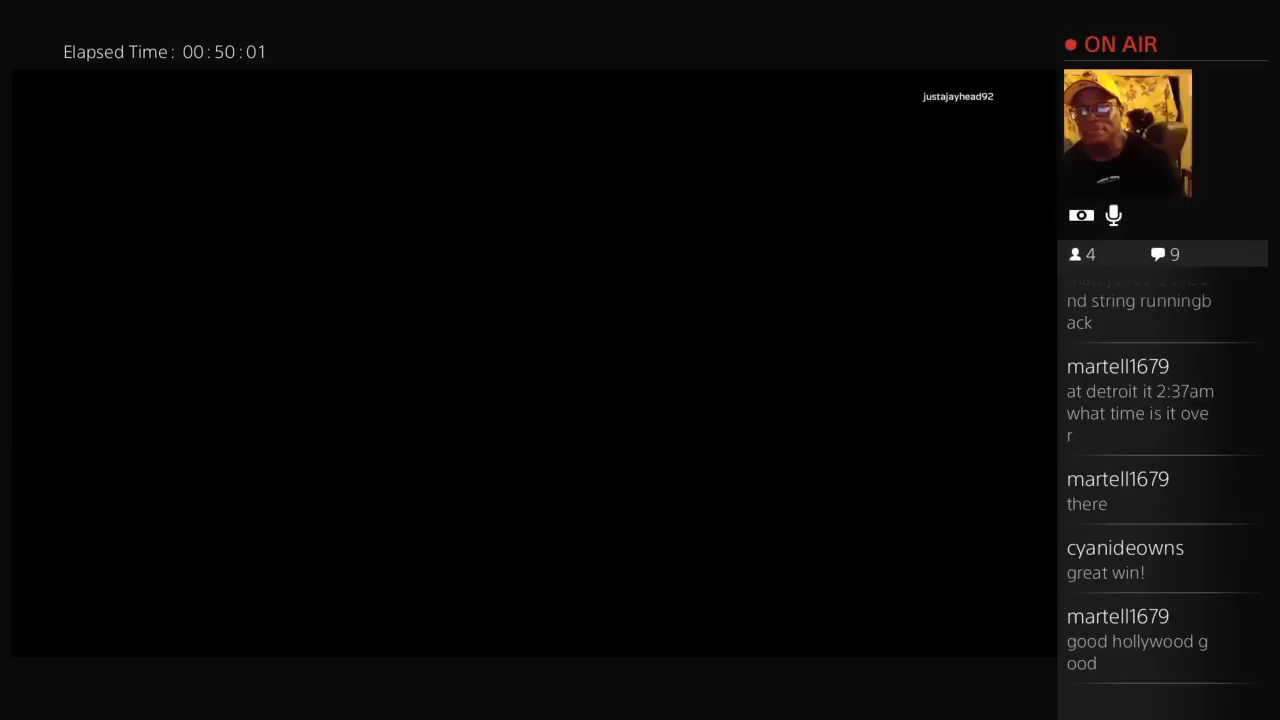 Elapsed Time: 00:50:01
ON AIR
justajayhead92
4 9
nd string runningb
ack
martell1679
at detroit it 2:37am
what time is it ove
r
martell1679
there
cyanideowns
great win!
martell1679
good hollywood g
ood